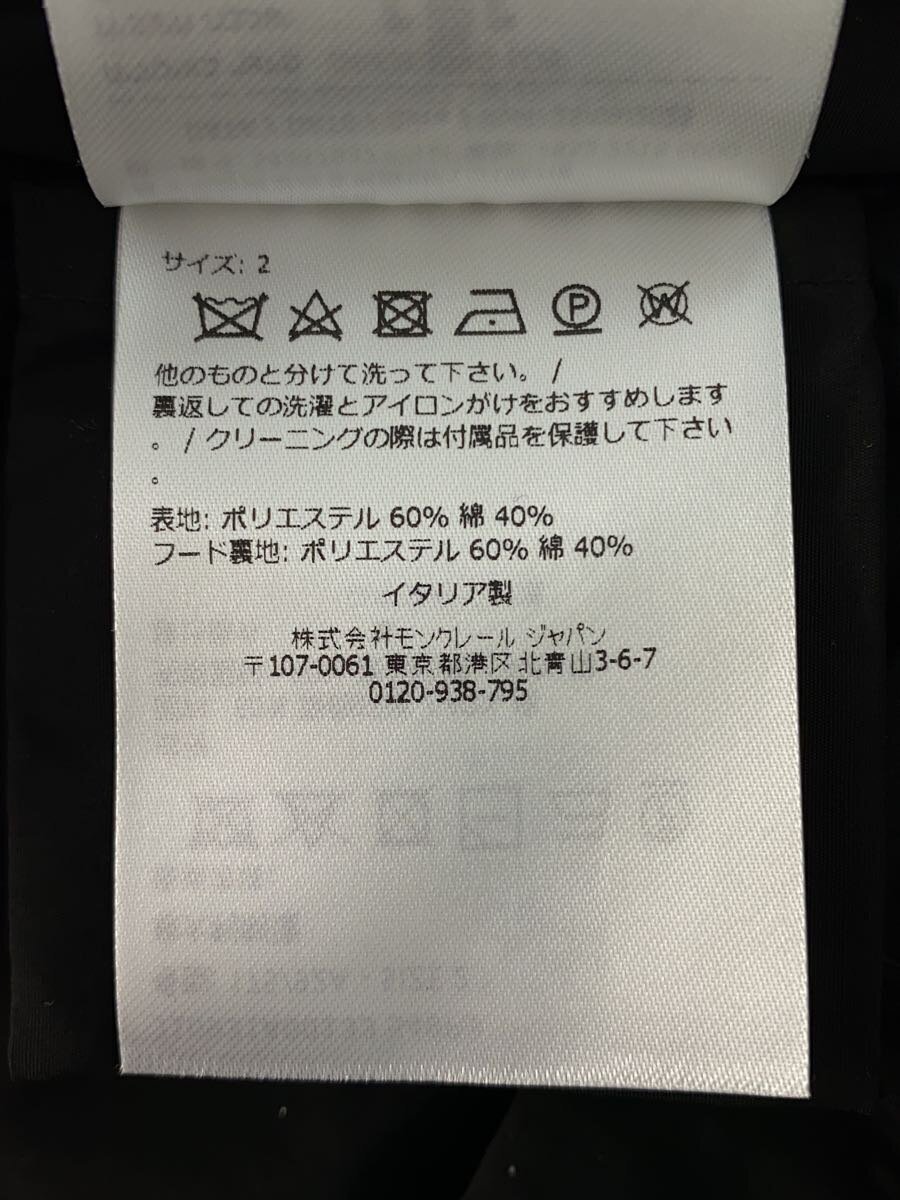 サイズ: 2
他のものと分けて洗って下さい。 /
裏返しての洗濯とアイロンがけをおすすめします
。 / クリーニングの際は付属品を保護して下さい
。
表地: ポリエステル 60% 綿 40%
フード裏地: ポリエステル 60% 綿 40%
イタリア製
株式会社モンクレール ジャパン
〒107-0061 東京都港区北青山3-6-7
0120-938-795